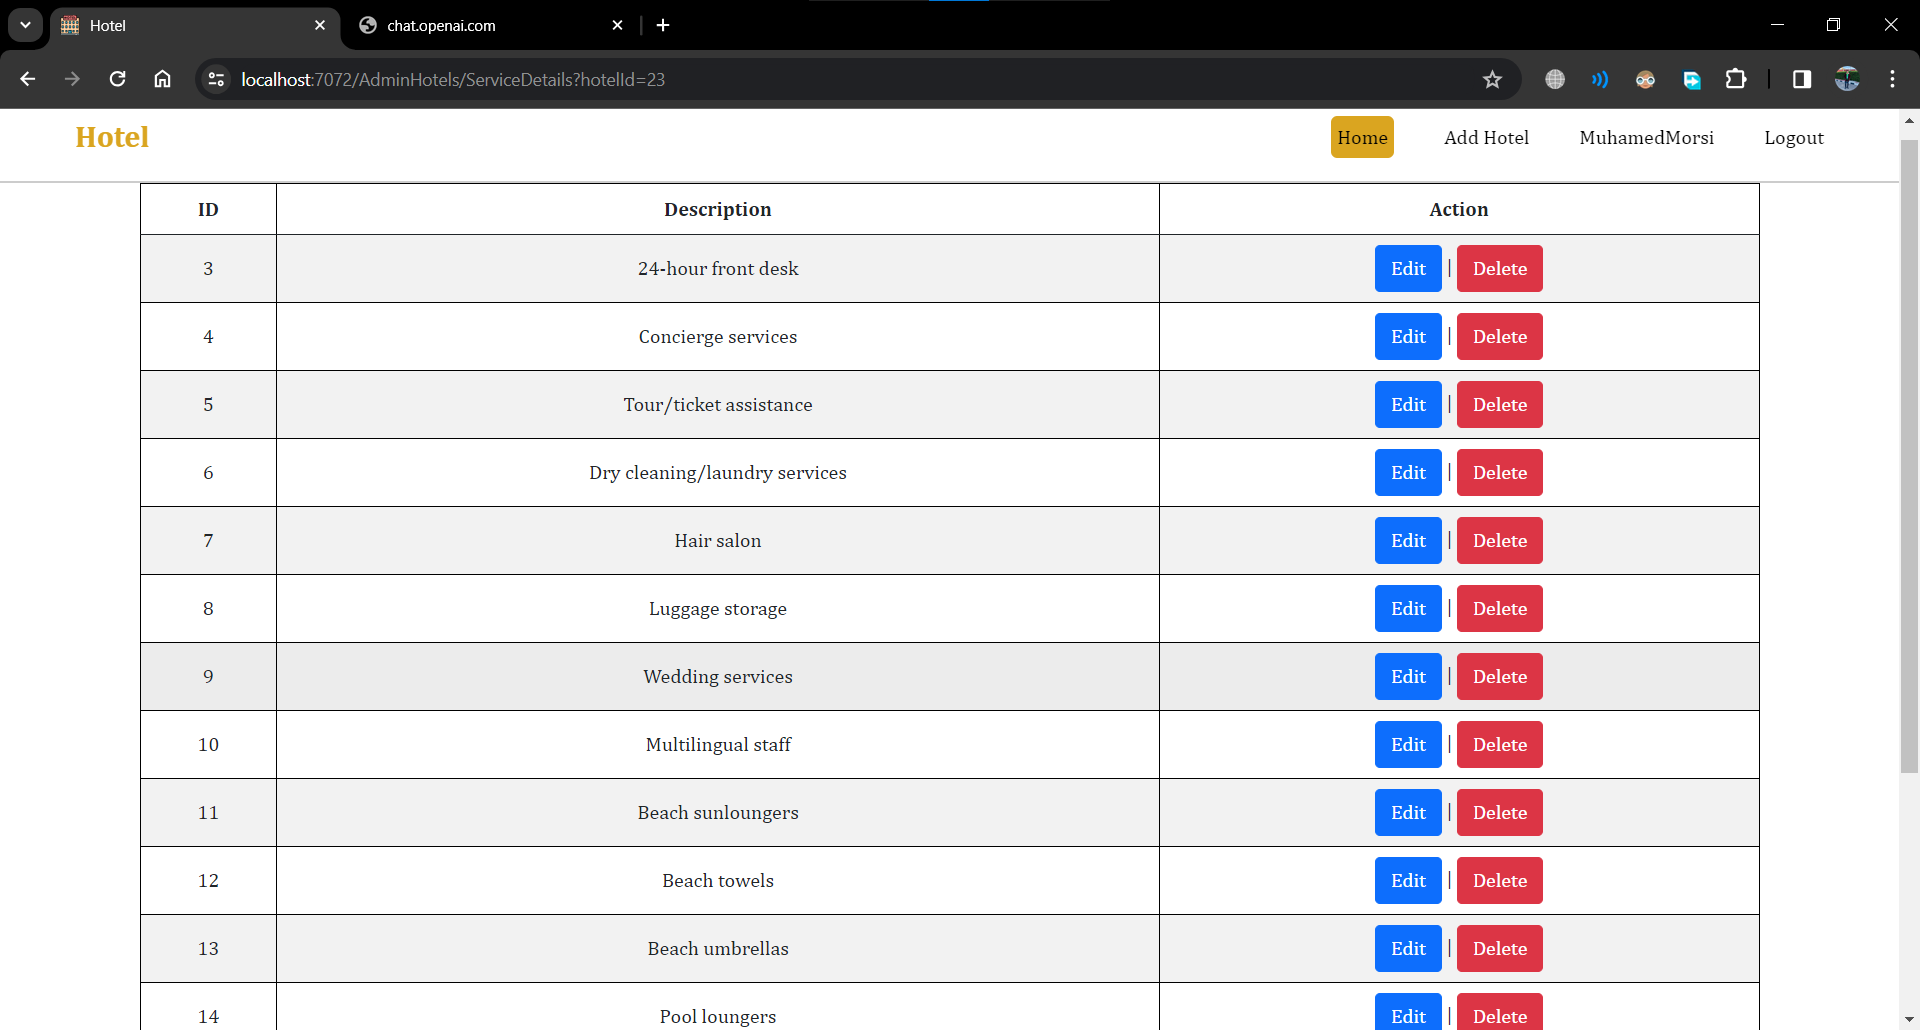 Hotel
chat.openai.com
localhost:7072/AdminHotels/ServiceDetails?hotelId=23
Hotel Home Add Hotel MuhamedMorsi Logout
ID Description Action
3 24-hour front desk Edit | Delete
4 Concierge services Edit | Delete
5 Tour/ticket assistance Edit | Delete
6 Dry cleaning/laundry services Edit | Delete
7 Hair salon Edit | Delete
8 Luggage storage Edit | Delete
9 Wedding services Edit | Delete
10 Multilingual staff Edit | Delete
11 Beach sunloungers Edit | Delete
12 Beach towels Edit | Delete
13 Beach umbrellas Edit | Delete
14 Pool loungers Edit | Delete